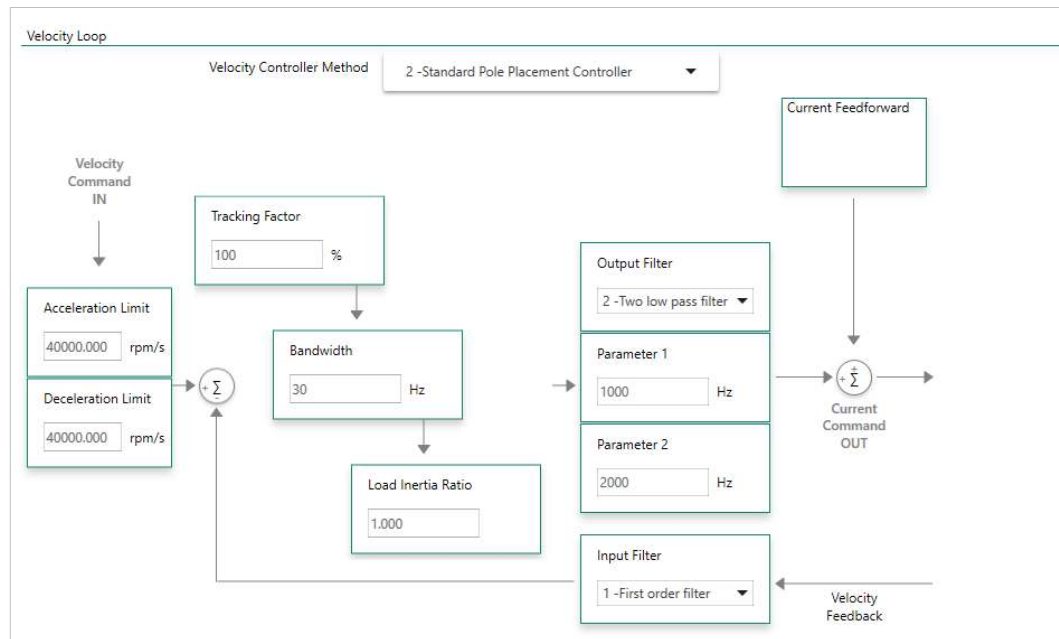 Velocity Loop
Velocity Controller Method
2 -Standard Pole Placement Controller
Current Feedforward
Velocity
Command
IN
Tracking Factor
100 %
Acceleration Limit
40000.000 rpm/s
Deceleration Limit
40000.000 rpm/s
+ Σ -
Bandwidth
30 Hz
Load Inertia Ratio
1.000
Output Filter
2 -Two low pass filter
Parameter 1
1000 Hz
Parameter 2
2000 Hz
+ + Σ
Current
Command
OUT
Input Filter
1 -First order filter
Velocity
Feedback